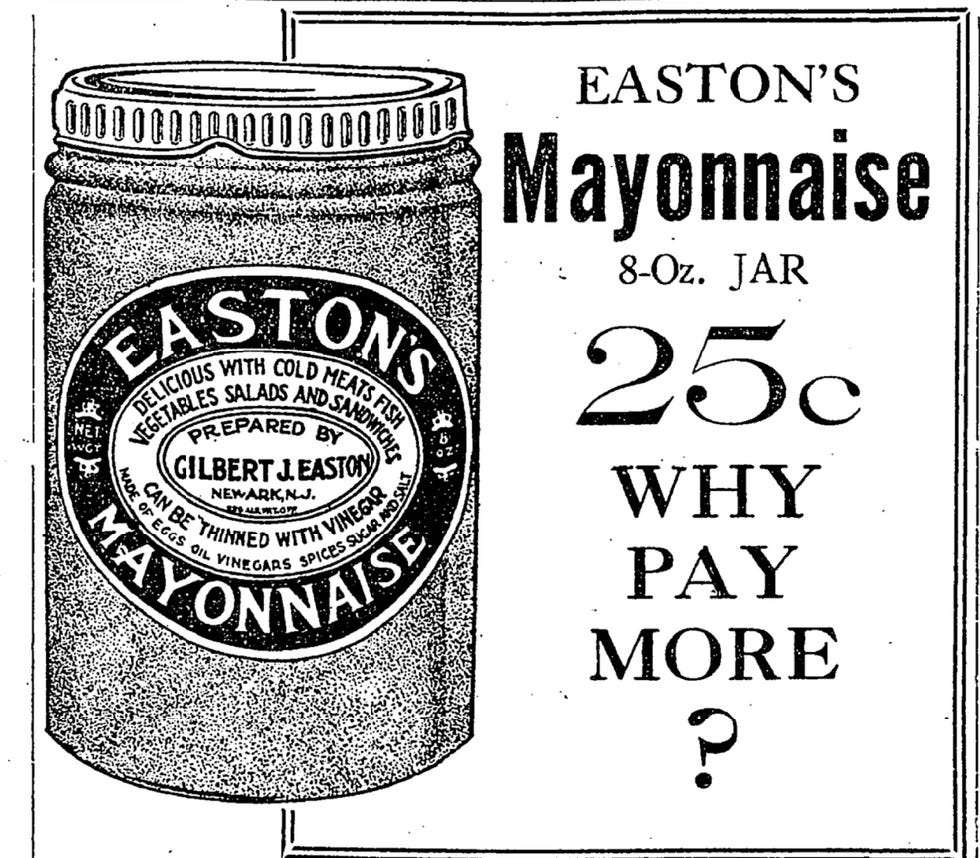 EASTON'S
Mayonnaise
8-Oz. JAR
25c
WHY
PAY
MORE
?
EASTON'S
DELICIOUS WITH COLD MEATS FISH
VEGETABLES SALADS AND SANDWICHES
PREPARED BY
GILBERT J. EASTON
NEWARK, N.J.
CAN BE THINNED WITH VINEGAR
MADE OF EGGS OIL VINEGARS SPICES SUGAR AND SALT
MAYONNAISE
NET
WGT
8
OZ.